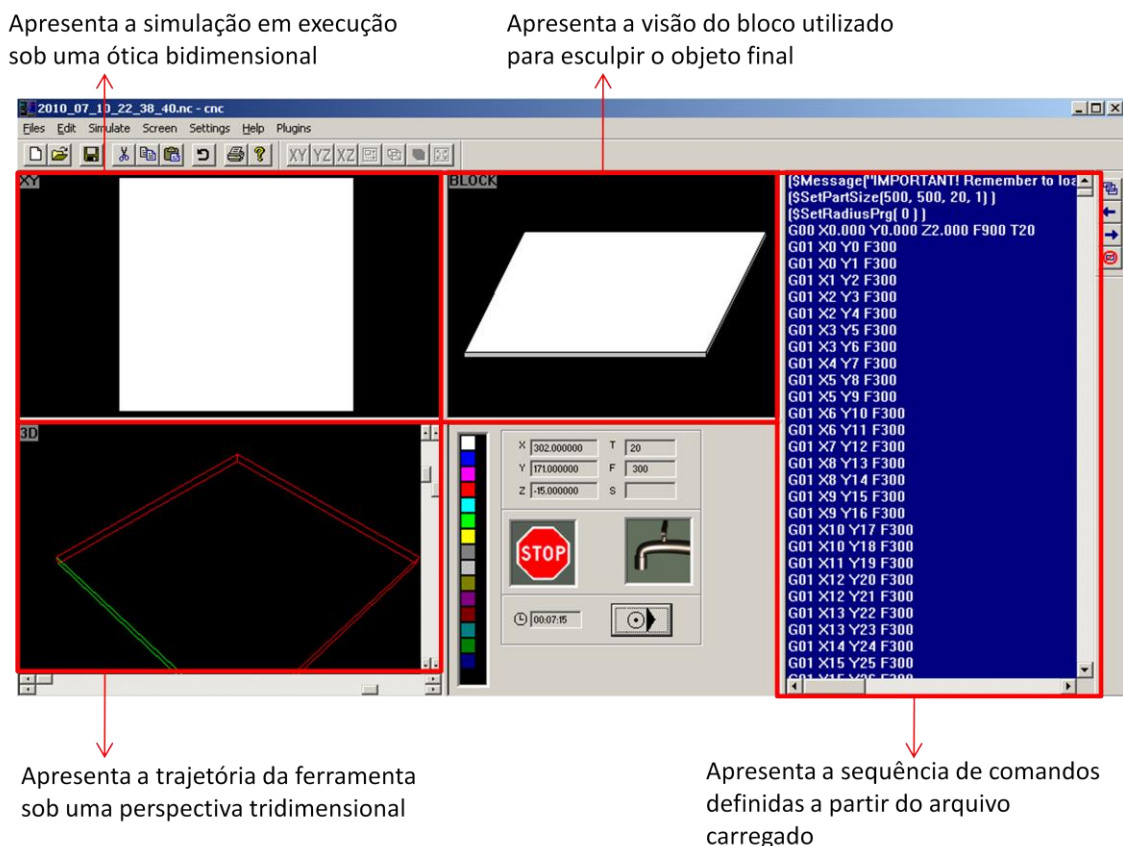 Apresenta a simulação em execução
sob uma ótica bidimensional
Apresenta a visão do bloco utilizado
para esculpir o objeto final
2010_07_10_22_38_40.nc - cnc
Files Edit Simulate Screen Settings Help Plugins
XY YZ XZ
XY
BLOCK
($Message("IMPORTANT! Remember to loa
($SetPartSize(500, 500, 20, 1) )
($SetRadiusPrg( 0 ) )
G00 X0.000 Y0.000 Z2.000 F900 T20
G01 X0 Y0 F300
G01 X0 Y1 F300
G01 X1 Y2 F300
G01 X2 Y3 F300
G01 X2 Y4 F300
G01 X3 Y5 F300
G01 X3 Y6 F300
G01 X4 Y7 F300
G01 X5 Y8 F300
G01 X5 Y9 F300
G01 X6 Y10 F300
G01 X6 Y11 F300
G01 X7 Y12 F300
G01 X8 Y13 F300
G01 X8 Y14 F300
G01 X9 Y15 F300
G01 X9 Y16 F300
G01 X10 Y17 F300
G01 X10 Y18 F300
G01 X11 Y19 F300
G01 X12 Y20 F300
G01 X12 Y21 F300
G01 X13 Y22 F300
G01 X13 Y23 F300
G01 X14 Y24 F300
G01 X15 Y25 F300
G01 X15 Y26 F300
3D
X 302.000000 T 20
Y 171.000000 F 300
Z -15.000000 S
STOP
00:07:15
Apresenta a trajetória da ferramenta
sob uma perspectiva tridimensional
Apresenta a sequência de comandos
definidas a partir do arquivo
carregado